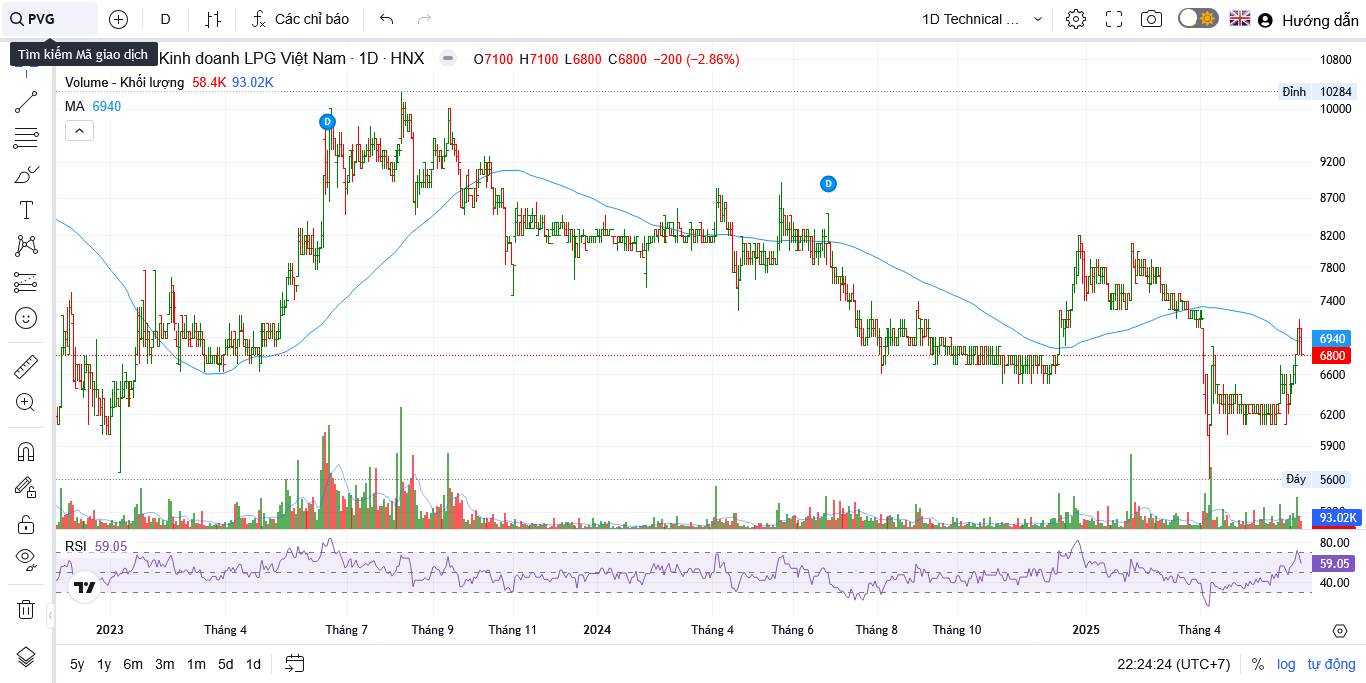 PVG
D
Các chỉ báo
1D Technical ...
Hướng dẫn
Tìm kiếm Mã giao dịch
Kinh doanh LPG Việt Nam · 1D · HNX
O7100 H7100 L6800 C6800 −200 (−2.86%)
Volume - Khối lượng 58.4K 93.02K
MA 6940
D
D
10800
Đỉnh 10284
10000
9200
8700
8200
7800
7400
6940
6800
6600
6200
5900
Đáy 5600
93.02K
RSI 59.05
80.00
59.05
40.00
2023 Tháng 4 Tháng 7 Tháng 9 Tháng 11 2024 Tháng 4 Tháng 6 Tháng 8 Tháng 10 2025 Tháng 4
5y 1y 6m 3m 1m 5d 1d
22:24:24 (UTC+7) % log tự động